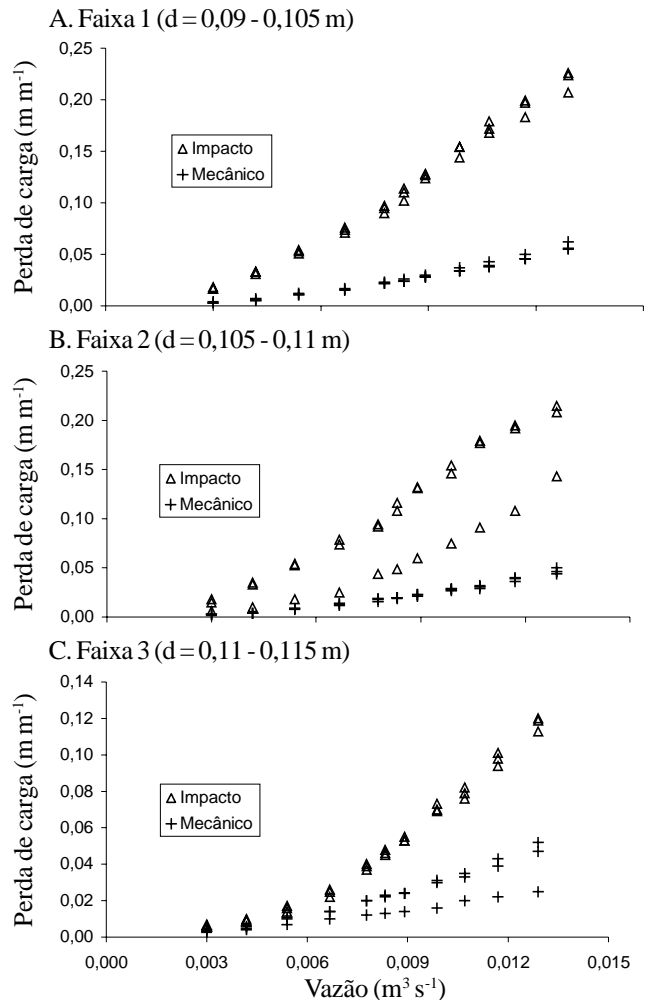 A. Faixa 1 (d = 0,09 - 0,105 m)
Perda de carga (m m⁻¹)
0,25
0,20
0,15
0,10
0,05
0,00
Impacto
Mecânico
B. Faixa 2 (d = 0,105 - 0,11 m)
Perda de carga (m m⁻¹)
0,25
0,20
0,15
0,10
0,05
0,00
Impacto
Mecânico
C. Faixa 3 (d = 0,11 - 0,115 m)
Perda de carga (m m⁻¹)
0,14
0,12
0,10
0,08
0,06
0,04
0,02
0,00
Impacto
Mecânico
0,000 0,003 0,006 0,009 0,012 0,015
Vazão (m³ s⁻¹)